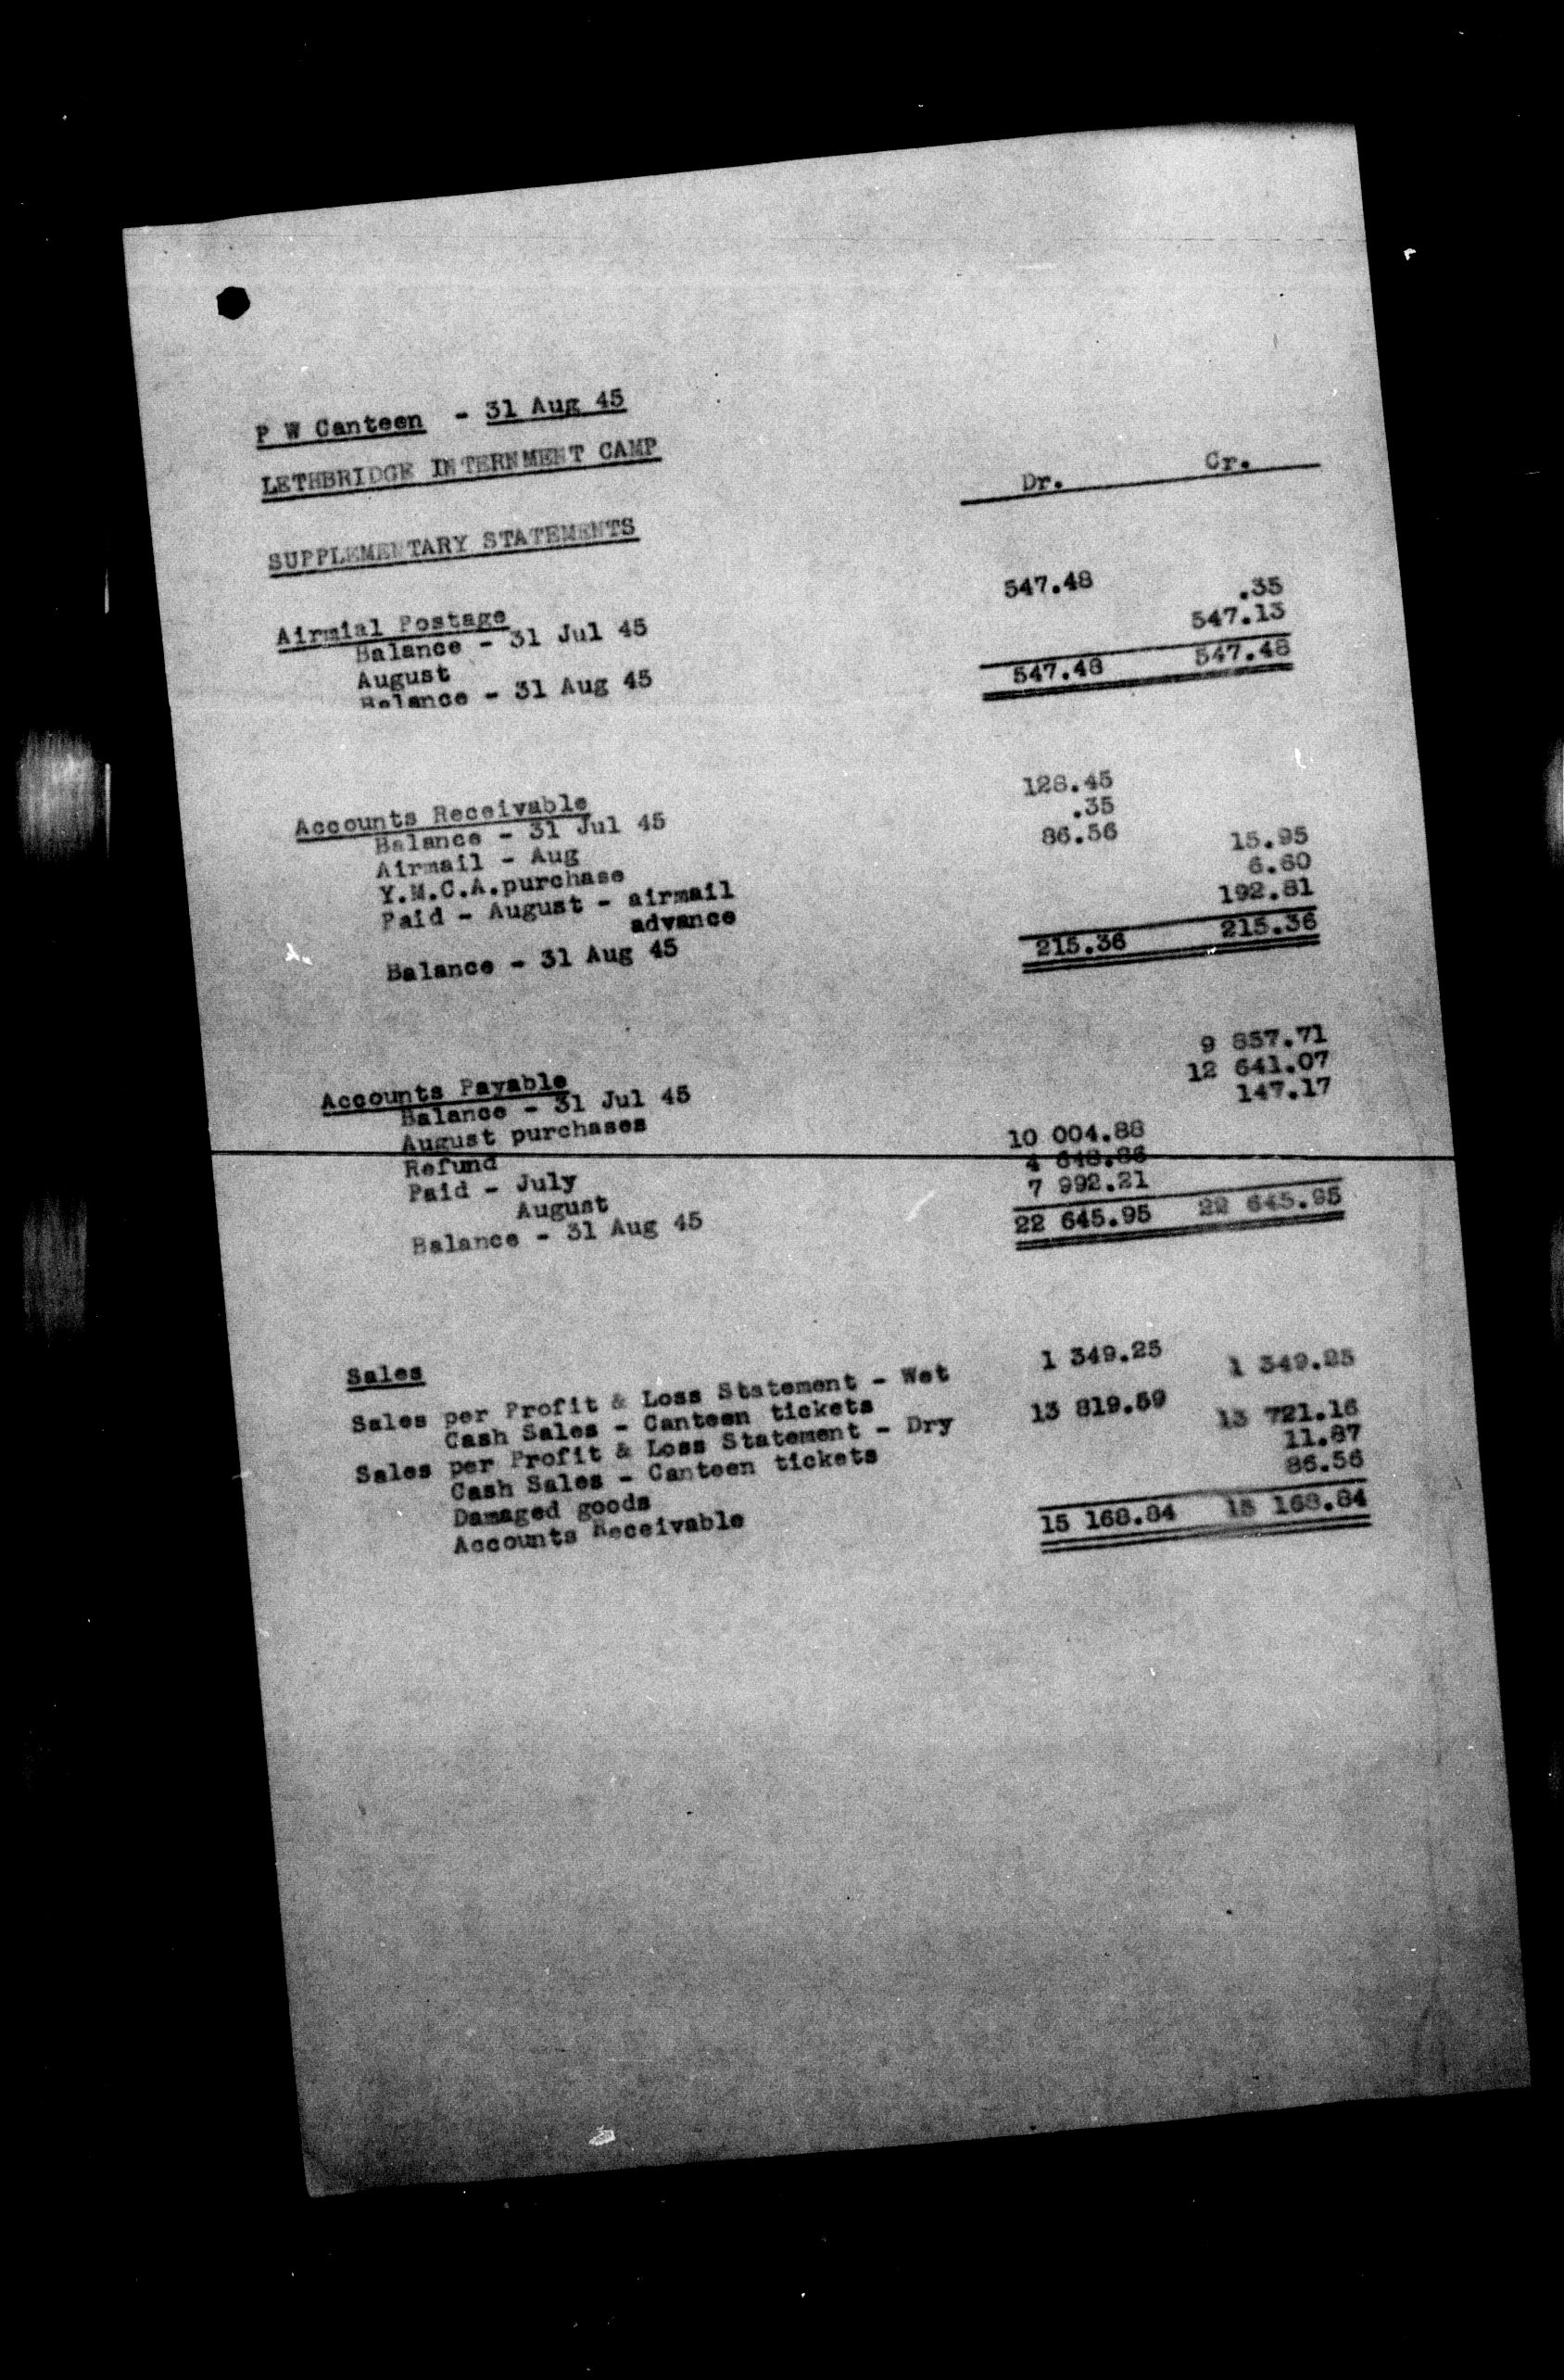 P W Canteen - 31 Aug 45
LETHBRIDGE INTERNMENT CAMP
Dr. Cr.
SUPPLEMENTARY STATEMENTS
Airmial Postage
Balance - 31 Jul 45 547.48
August .35
Balance - 31 Aug 45 547.13
547.48 547.48
Accounts Receivable
Balance - 31 Jul 45 128.45
Airmail - Aug .35
Y.M.C.A.purchase 86.56
Paid - August - airmail 15.95
advance 6.60
Balance - 31 Aug 45 192.81
215.36 215.36
Accounts Payable
Balance - 31 Jul 45 9 857.71
August purchases 12 641.07
Refund 147.17
Paid - July 10 004.88
August 4 648.86
Balance - 31 Aug 45 7 992.21
22 645.95 22 645.95
Sales
Sales per Profit & Loss Statement - Wet 1 349.25
Cash Sales - Canteen tickets 1 349.25
Sales per Profit & Loss Statement - Dry 13 819.59
Cash Sales - Canteen tickets 13 721.16
Damaged goods 11.87
Accounts Receivable 86.56
15 168.84 15 168.84